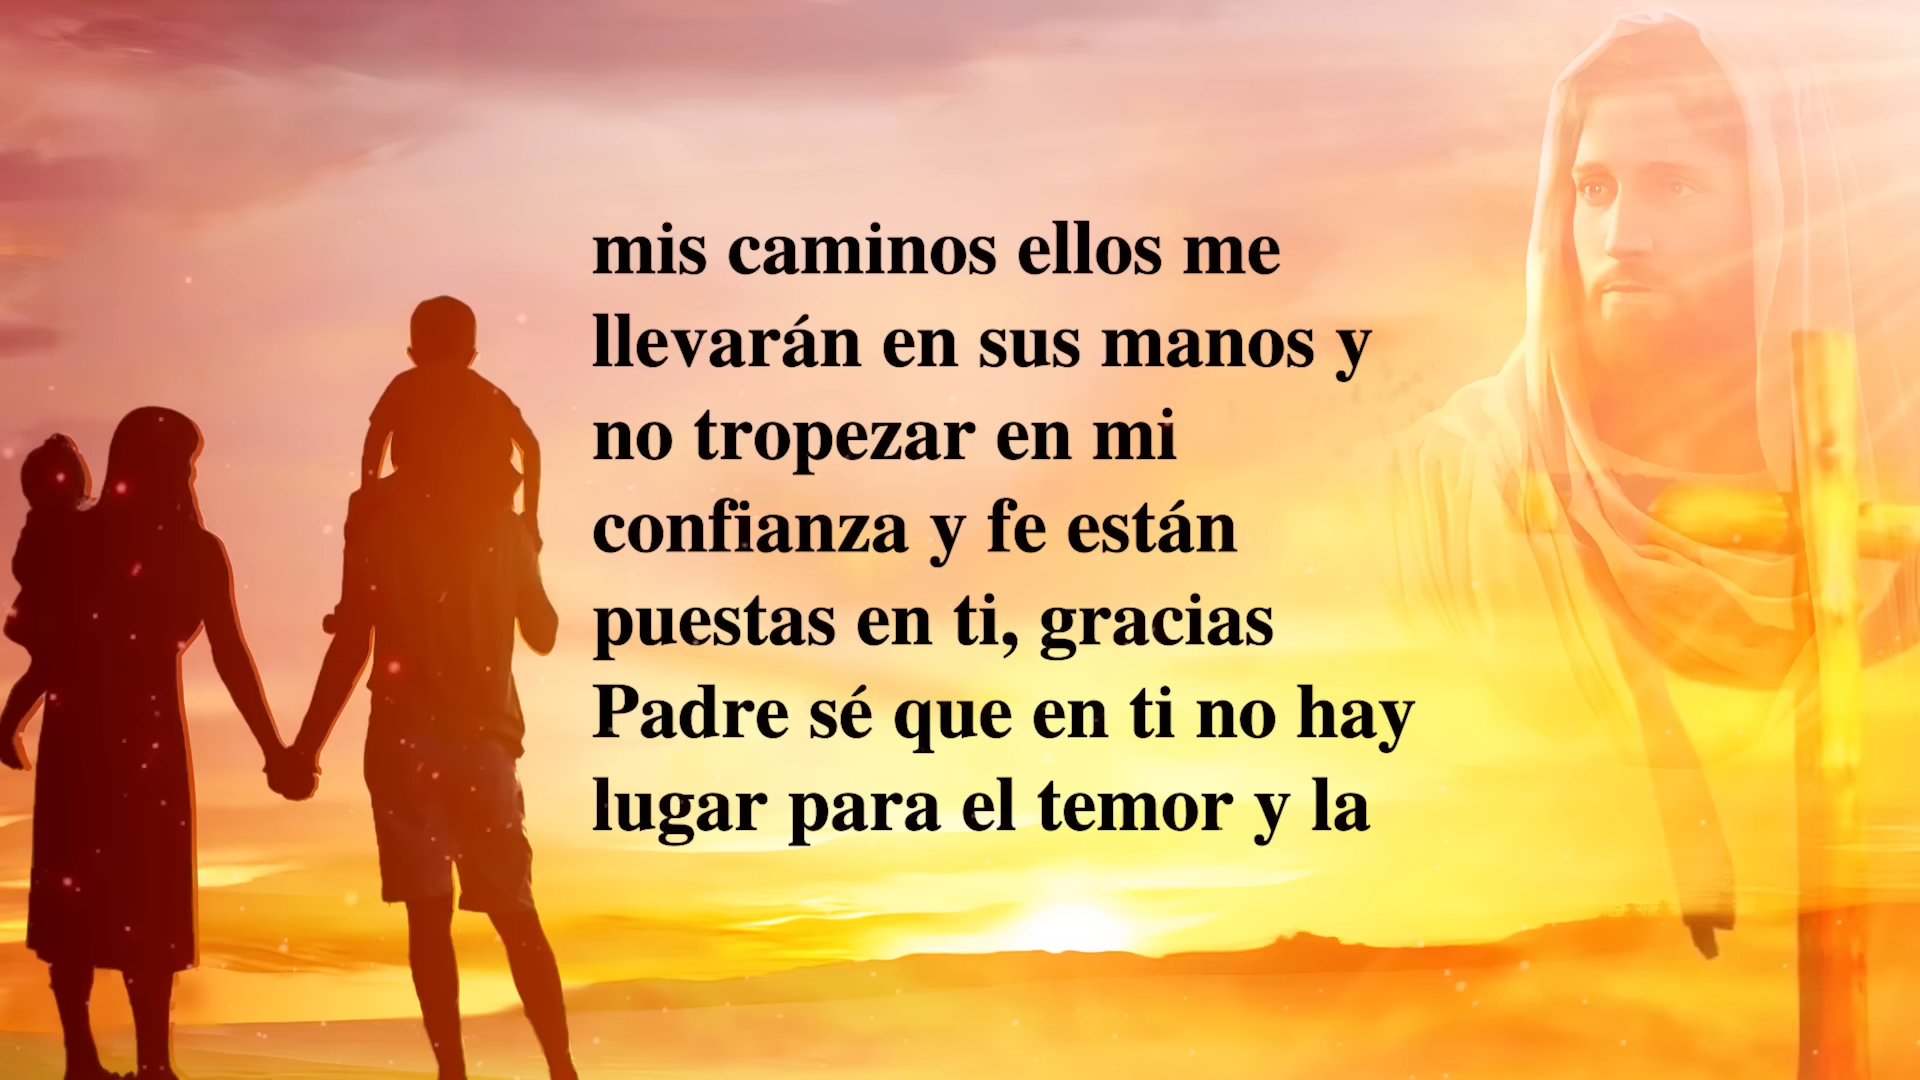 mis caminos ellos me
llevarán en sus manos y
no tropezar en mi
confianza y fe están
puestas en ti, gracias
Padre sé que en ti no hay
lugar para el temor y la